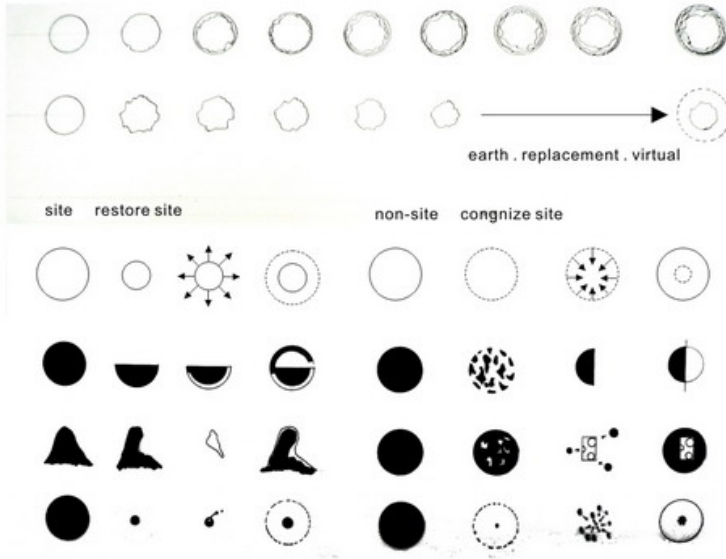 earth . replacement . virtual
site restore site non-site congnize site